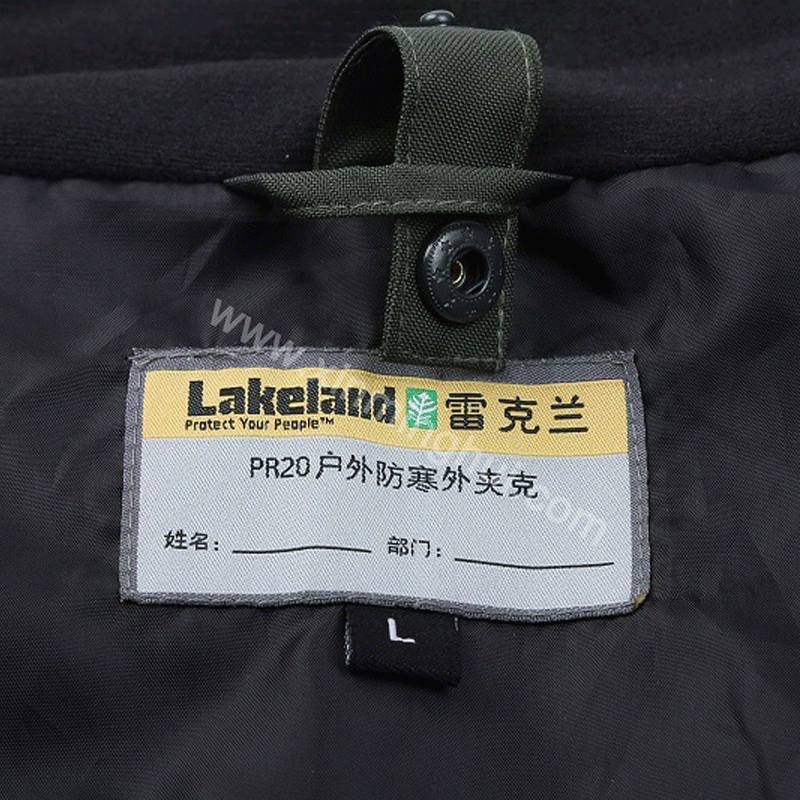 Lakeland 雷克兰
Protect Your People™
PR20户外防寒外夹克
姓名：
部门：
L